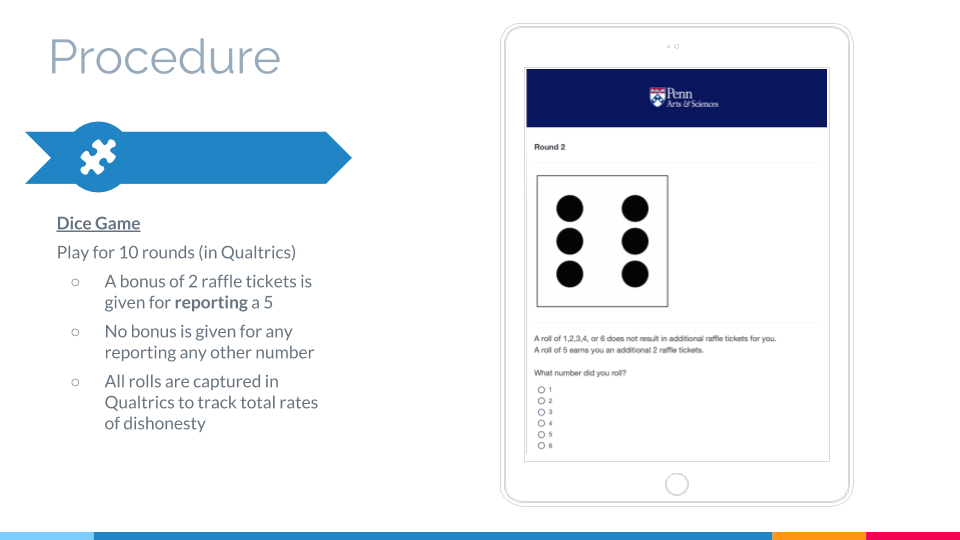 Procedure
Dice Game
Play for 10 rounds (in Qualtrics)
○ A bonus of 2 raffle tickets is
given for reporting a 5
○ No bonus is given for any
reporting any other number
○ All rolls are captured in
Qualtrics to track total rates
of dishonesty
Penn
Arts & Sciences
Round 2
A roll of 1,2,3,4, or 6 does not result in additional raffle tickets for you.
A roll of 5 earns you an additional 2 raffle tickets.
What number did you roll?
1
2
3
4
5
6